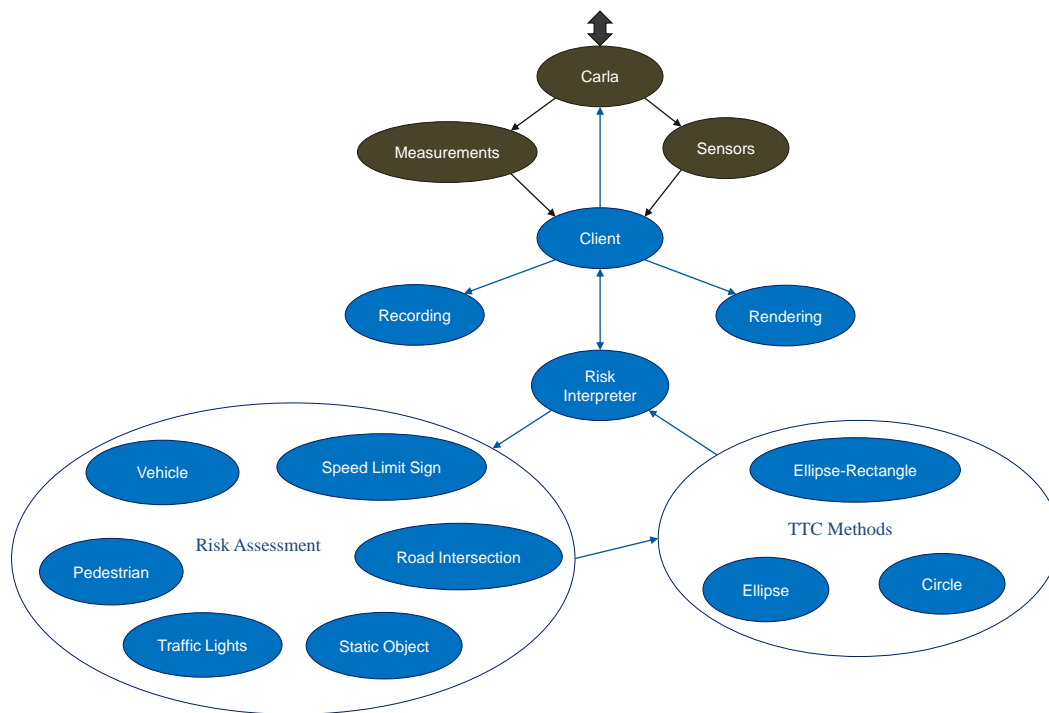 Carla
Measurements
Sensors
Client
Recording
Rendering
Risk
Interpreter
Vehicle
Speed Limit Sign
Ellipse-Rectangle
Risk Assessment
TTC Methods
Road Intersection
Pedestrian
Ellipse
Circle
Traffic Lights
Static Object